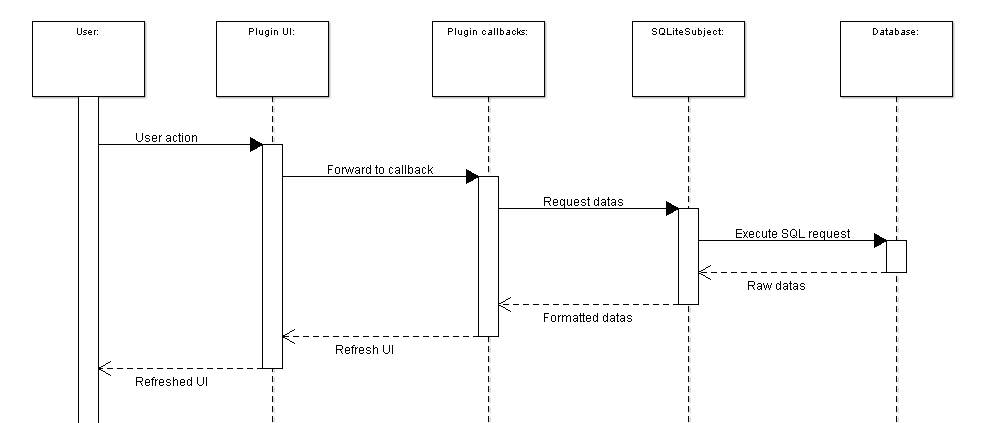 User:
Plugin UI:
Plugin callbacks:
SQLiteSubject:
Database:
User action
Forward to callback
Request datas
Execute SQL request
Raw datas
Formatted datas
Refresh UI
Refreshed UI